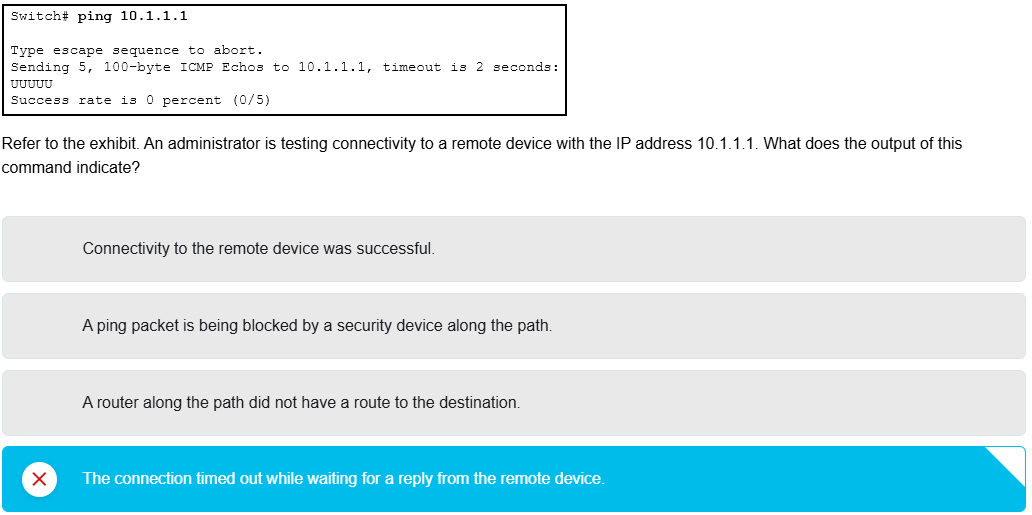 Switch# ping 10.1.1.1
Type escape sequence to abort.
Sending 5, 100-byte ICMP Echos to 10.1.1.1, timeout is 2 seconds:
UUUUU
Success rate is 0 percent (0/5)
Refer to the exhibit. An administrator is testing connectivity to a remote device with the IP address 10.1.1.1. What does the output of this
command indicate?
Connectivity to the remote device was successful.
A ping packet is being blocked by a security device along the path.
A router along the path did not have a route to the destination.
The connection timed out while waiting for a reply from the remote device.